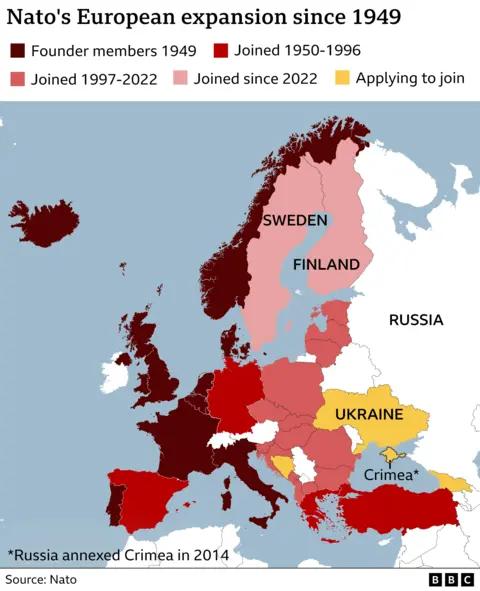 Nato's European expansion since 1949
Founder members 1949 Joined 1950-1996
Joined 1997-2022 Joined since 2022 Applying to join
SWEDEN
FINLAND
RUSSIA
UKRAINE
Crimea*
*Russia annexed Crimea in 2014
Source: Nato BBC